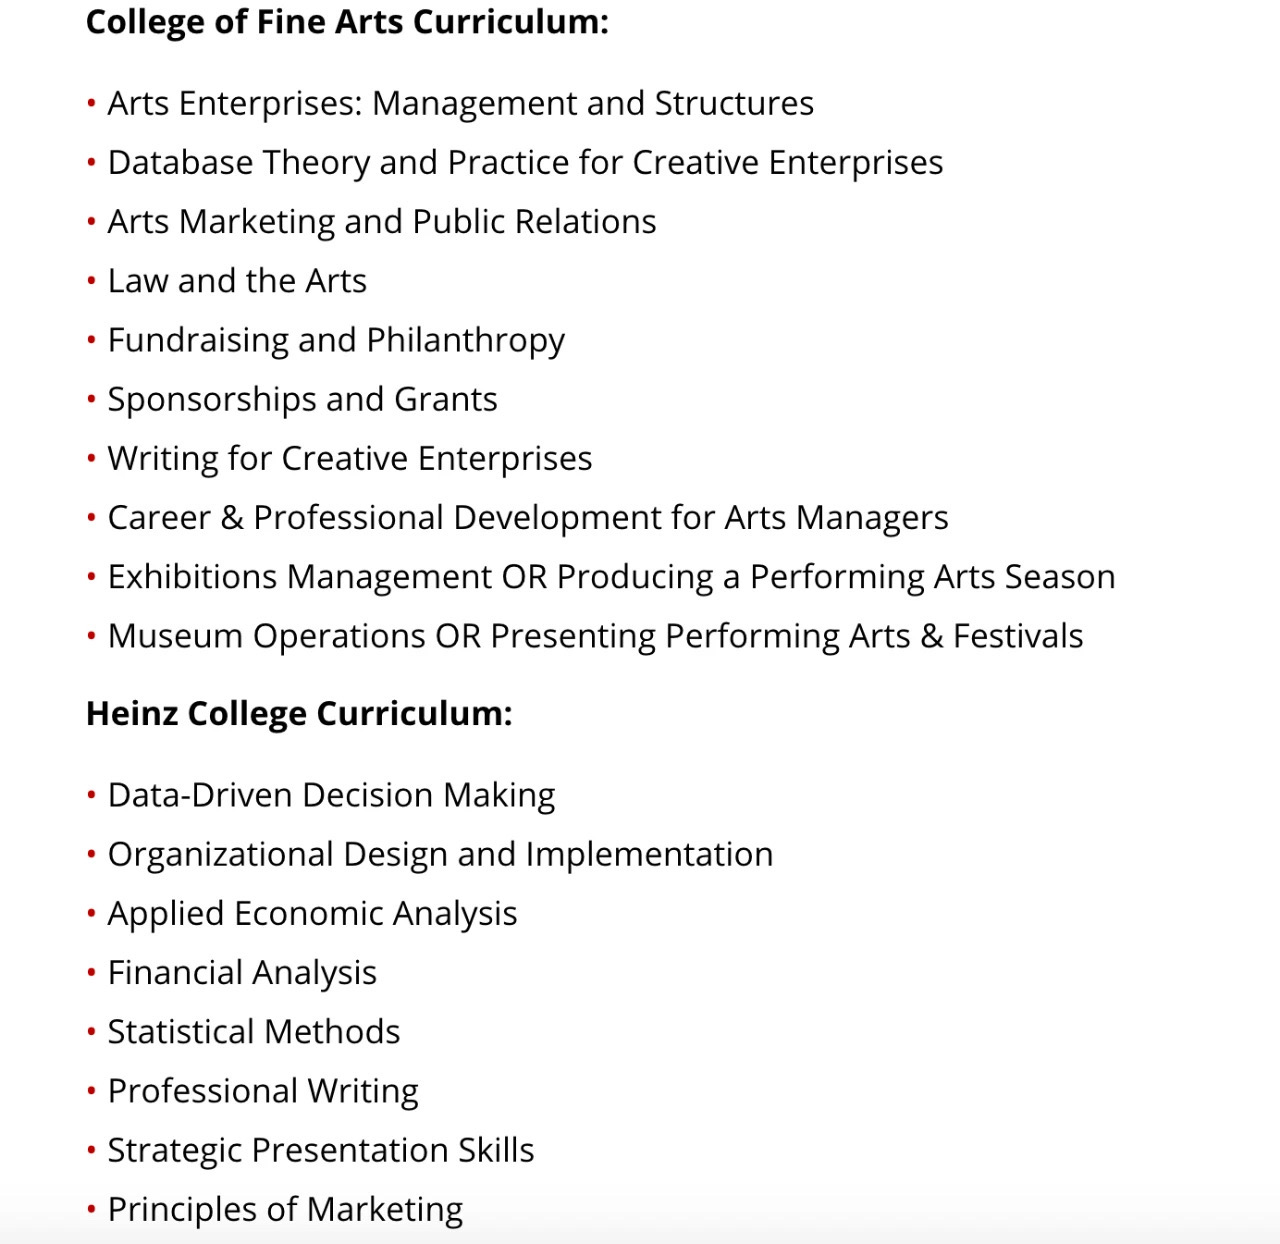 College of Fine Arts Curriculum:
• Arts Enterprises: Management and Structures
• Database Theory and Practice for Creative Enterprises
• Arts Marketing and Public Relations
• Law and the Arts
• Fundraising and Philanthropy
• Sponsorships and Grants
• Writing for Creative Enterprises
• Career & Professional Development for Arts Managers
• Exhibitions Management OR Producing a Performing Arts Season
• Museum Operations OR Presenting Performing Arts & Festivals
Heinz College Curriculum:
• Data-Driven Decision Making
• Organizational Design and Implementation
• Applied Economic Analysis
• Financial Analysis
• Statistical Methods
• Professional Writing
• Strategic Presentation Skills
• Principles of Marketing